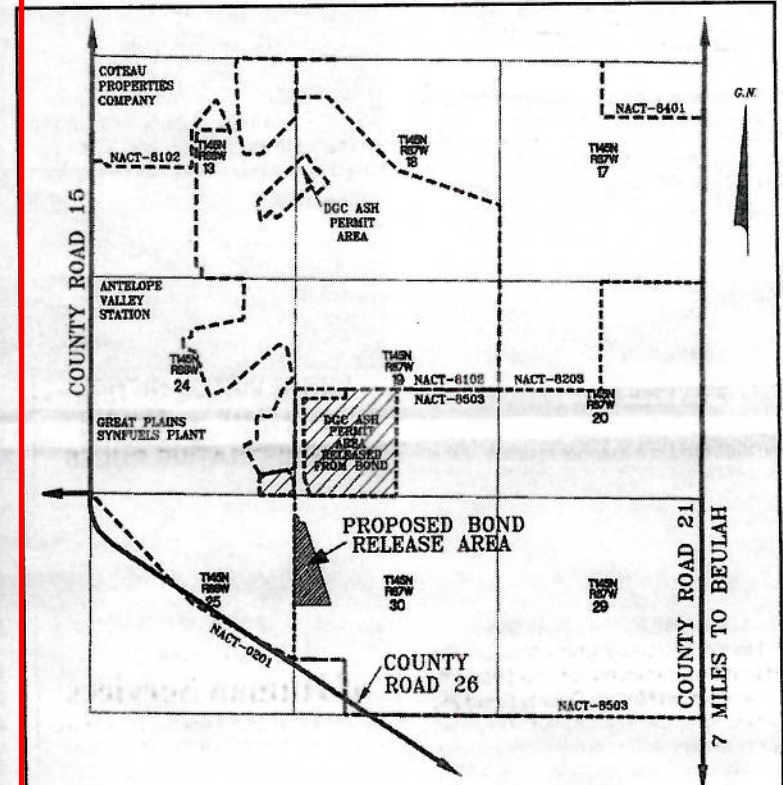 COTEAU
PROPERTIES
COMPANY
G.N.
NACT-8401
NACT-8102
T145N
R88W
13
T145N
R87W
18
T145N
R87W
17
DGC ASH
PERMIT
AREA
COUNTY ROAD 15
ANTELOPE
VALLEY
STATION
T145N
R88W
24
T145N
R87W
19
NACT-8102
NACT-8203
NACT-8503
T145N
R87W
20
GREAT PLAINS
SYNFUELS PLANT
DGC ASH
PERMIT
AREA
RELEASED
FROM BOND
PROPOSED BOND
RELEASE AREA
COUNTY ROAD 21
7 MILES TO BEULAH
T145N
R88W
25
T145N
R87W
30
T145N
R87W
29
NACT-0201
COUNTY
ROAD 26
NACT-8503